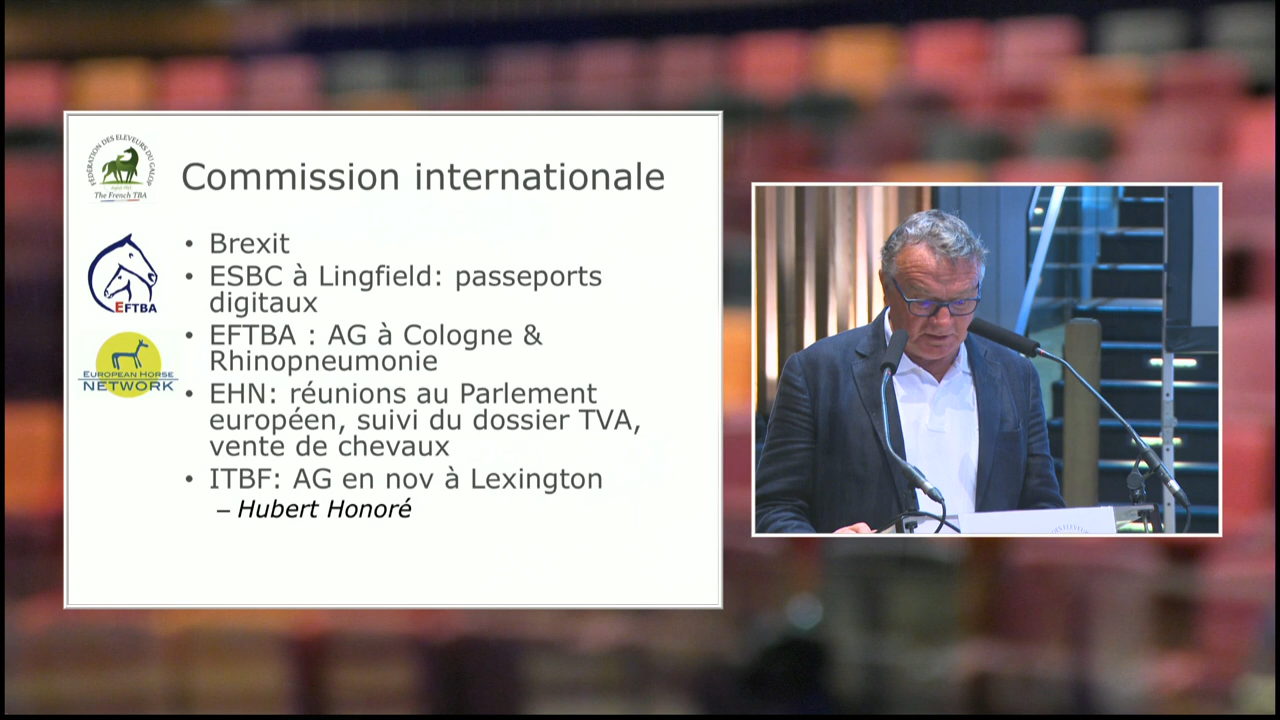 FÉDÉRATION DES ELEVEURS DU GALOP
The French TBA
Commission internationale
• Brexit
• ESBC à Lingfield: passeports
digitaux
EFTBA
• EFTBA : AG à Cologne &
Rhinopneumonie
EUROPEAN HORSE
NETWORK
• EHN: réunions au Parlement
européen, suivi du dossier TVA,
vente de chevaux
• ITBF: AG en nov à Lexington
– Hubert Honoré